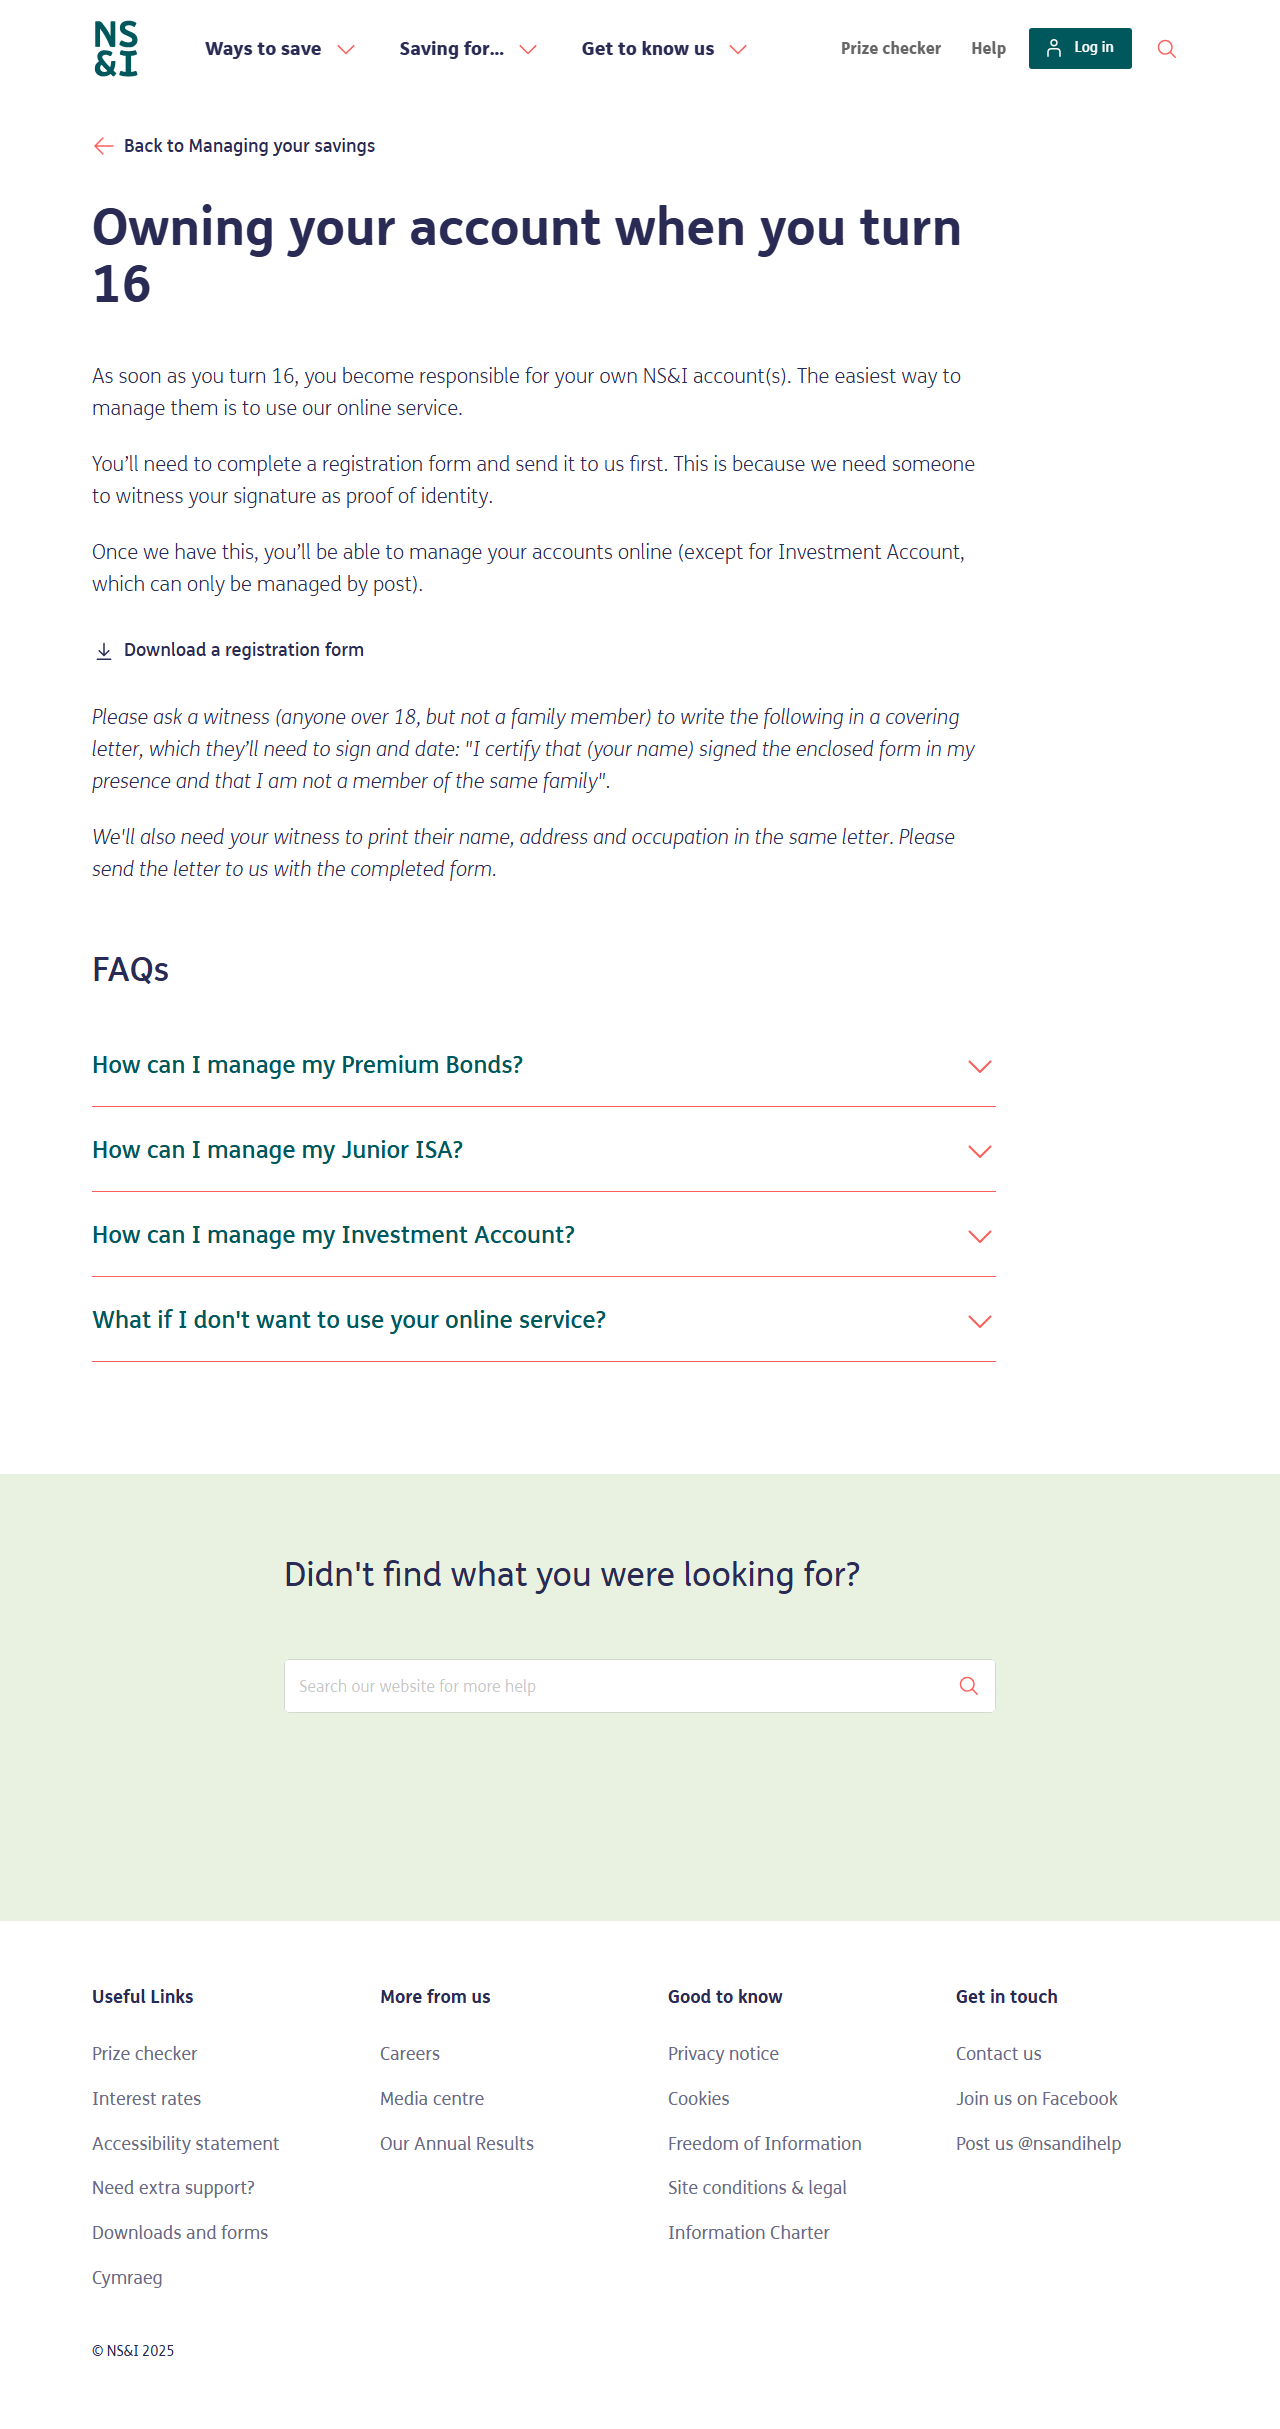 NS
&I
Ways to save
Saving for...
Get to know us
Prize checker
Help
Log in
Back to Managing your savings
Owning your account when you turn
16
As soon as you turn 16, you become responsible for your own NS&I account(s). The easiest way to
manage them is to use our online service.
You’ll need to complete a registration form and send it to us first. This is because we need someone
to witness your signature as proof of identity.
Once we have this, you’ll be able to manage your accounts online (except for Investment Account,
which can only be managed by post).
Download a registration form
Please ask a witness (anyone over 18, but not a family member) to write the following in a covering
letter, which they’ll need to sign and date: "I certify that (your name) signed the enclosed form in my
presence and that I am not a member of the same family".
We'll also need your witness to print their name, address and occupation in the same letter. Please
send the letter to us with the completed form.
FAQs
How can I manage my Premium Bonds?
How can I manage my Junior ISA?
How can I manage my Investment Account?
What if I don't want to use your online service?
Didn't find what you were looking for?
Search our website for more help
Useful Links
Prize checker
Interest rates
Accessibility statement
Need extra support?
Downloads and forms
Cymraeg
More from us
Careers
Media centre
Our Annual Results
Good to know
Privacy notice
Cookies
Freedom of Information
Site conditions & legal
Information Charter
Get in touch
Contact us
Join us on Facebook
Post us @nsandihelp
© NS&I 2025